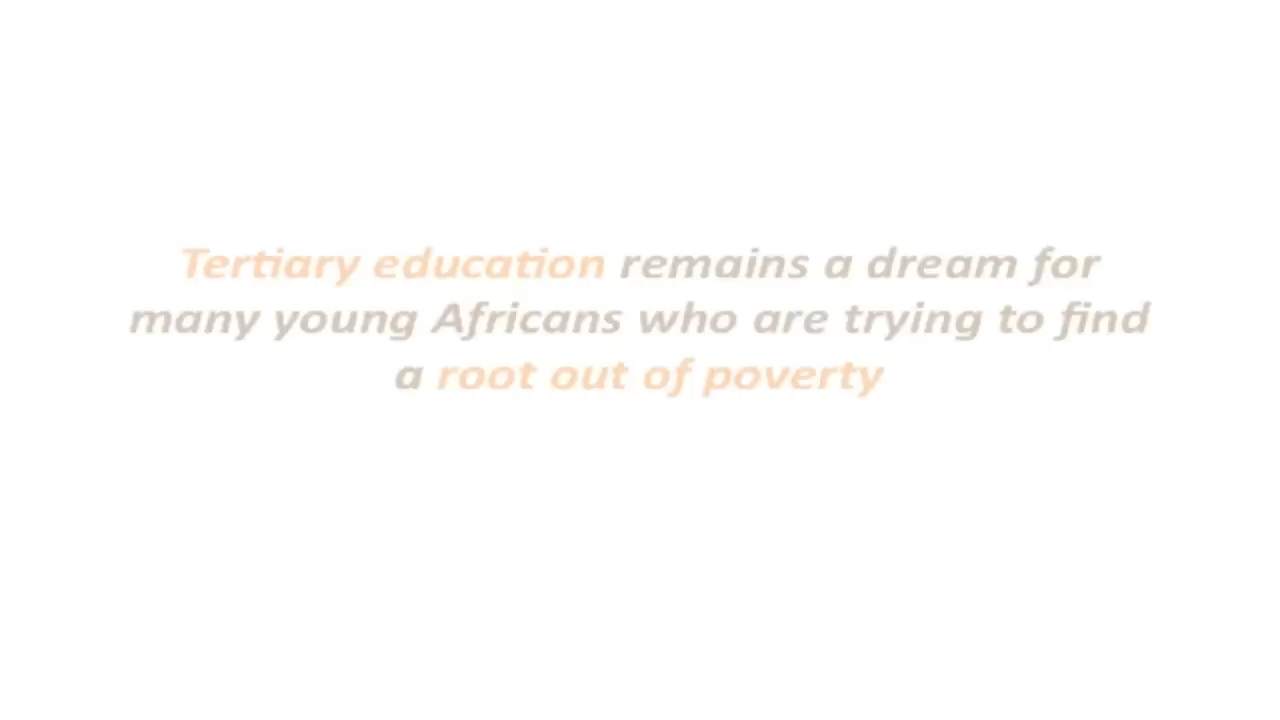 Tertiary education remains a dream for
many young Africans who are trying to find
a root out of poverty